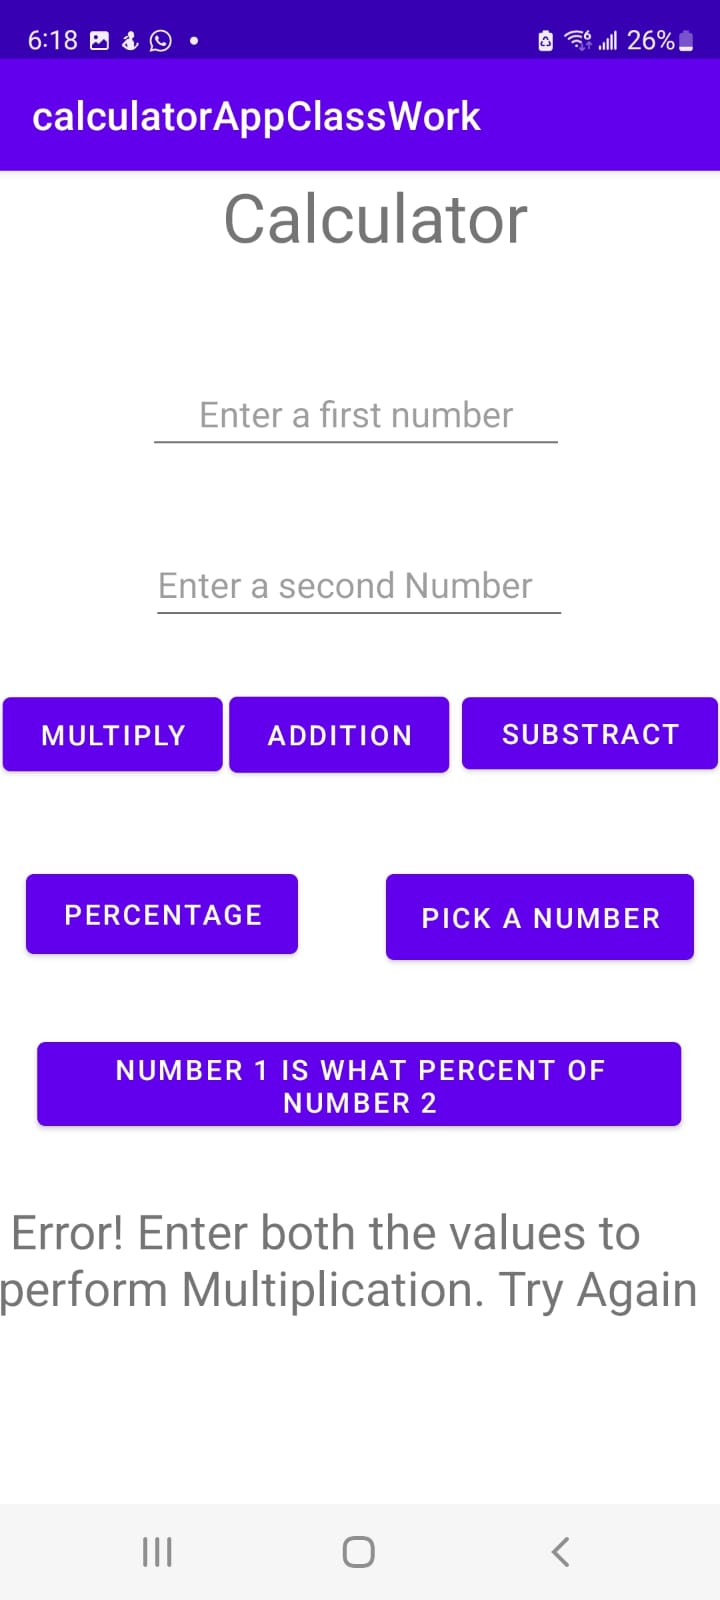 6:18 26%
calculatorAppClassWork
Calculator
Enter a first number
Enter a second Number
MULTIPLY ADDITION SUBSTRACT
PERCENTAGE PICK A NUMBER
NUMBER 1 IS WHAT PERCENT OF
NUMBER 2
Error! Enter both the values to
perform Multiplication. Try Again